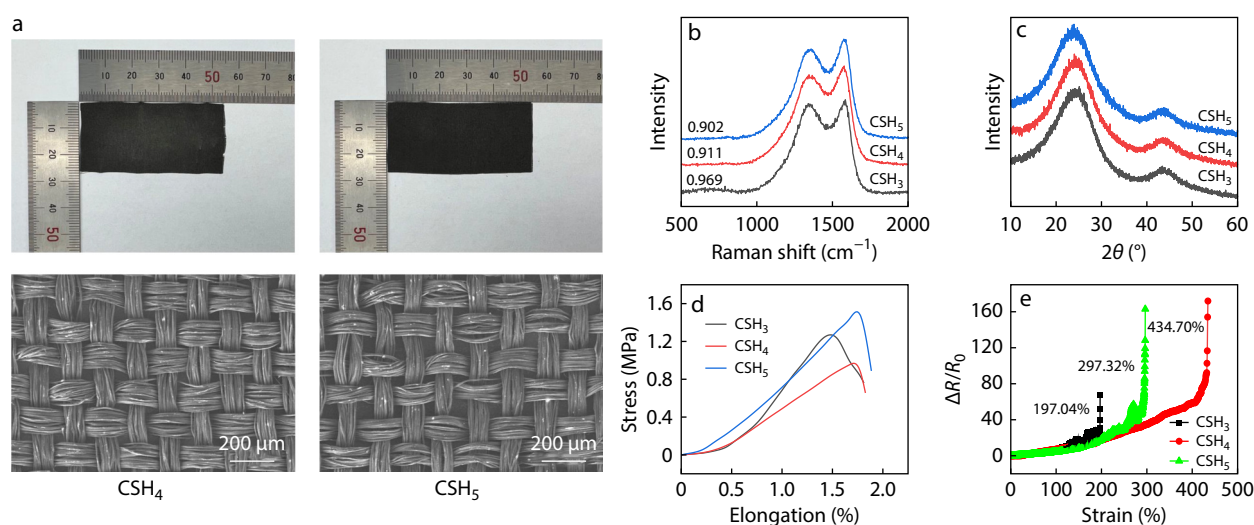 a
10 20 30 40 50 60 70 80
10 20 30 40 50
10 20 30 40 50 60 70 80
10 20 30 40 50
200 μm
200 μm
CSH4
CSH5
b
Intensity
0.902
0.911
0.969
CSH5
CSH4
CSH3
500 1000 1500 2000
Raman shift (cm−1)
c
Intensity
CSH5
CSH4
CSH3
10 20 30 40 50 60
2θ (°)
d
Stress (MPa)
1.6
1.2
0.8
0.4
0
CSH3
CSH4
CSH5
0 0.5 1.0 1.5 2.0
Elongation (%)
e
ΔR/R0
160
120
80
40
0
434.70%
297.32%
197.04%
CSH3
CSH4
CSH5
0 100 200 300 400 500
Strain (%)